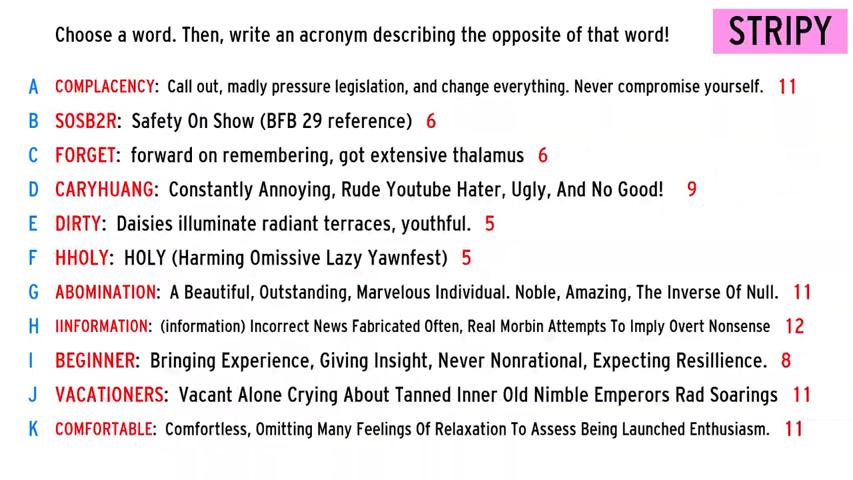 Choose a word. Then, write an acronym describing the opposite of that word!
STRIPY
A COMPLACENCY: Call out, madly pressure legislation, and change everything. Never compromise yourself. 11
B SOSB2R: Safety On Show (BFB 29 reference) 6
C FORGET: forward on remembering, got extensive thalamus 6
D CARYHUANG: Constantly Annoying, Rude Youtube Hater, Ugly, And No Good! 9
E DIRTY: Daisies illuminate radiant terraces, youthful. 5
F HHOLY: HOLY (Harming Omissive Lazy Yawnfest) 5
G ABOMINATION: A Beautiful, Outstanding, Marvelous Individual. Noble, Amazing, The Inverse Of Null. 11
H IINFORMATION: (information) Incorrect News Fabricated Often, Real Morbin Attempts To Imply Overt Nonsense 12
I BEGINNER: Bringing Experience, Giving Insight, Never Nonrational, Expecting Resillience. 8
J VACATIONERS: Vacant Alone Crying About Tanned Inner Old Nimble Emperors Rad Soarings 11
K COMFORTABLE: Comfortless, Omitting Many Feelings Of Relaxation To Assess Being Launched Enthusiasm. 11